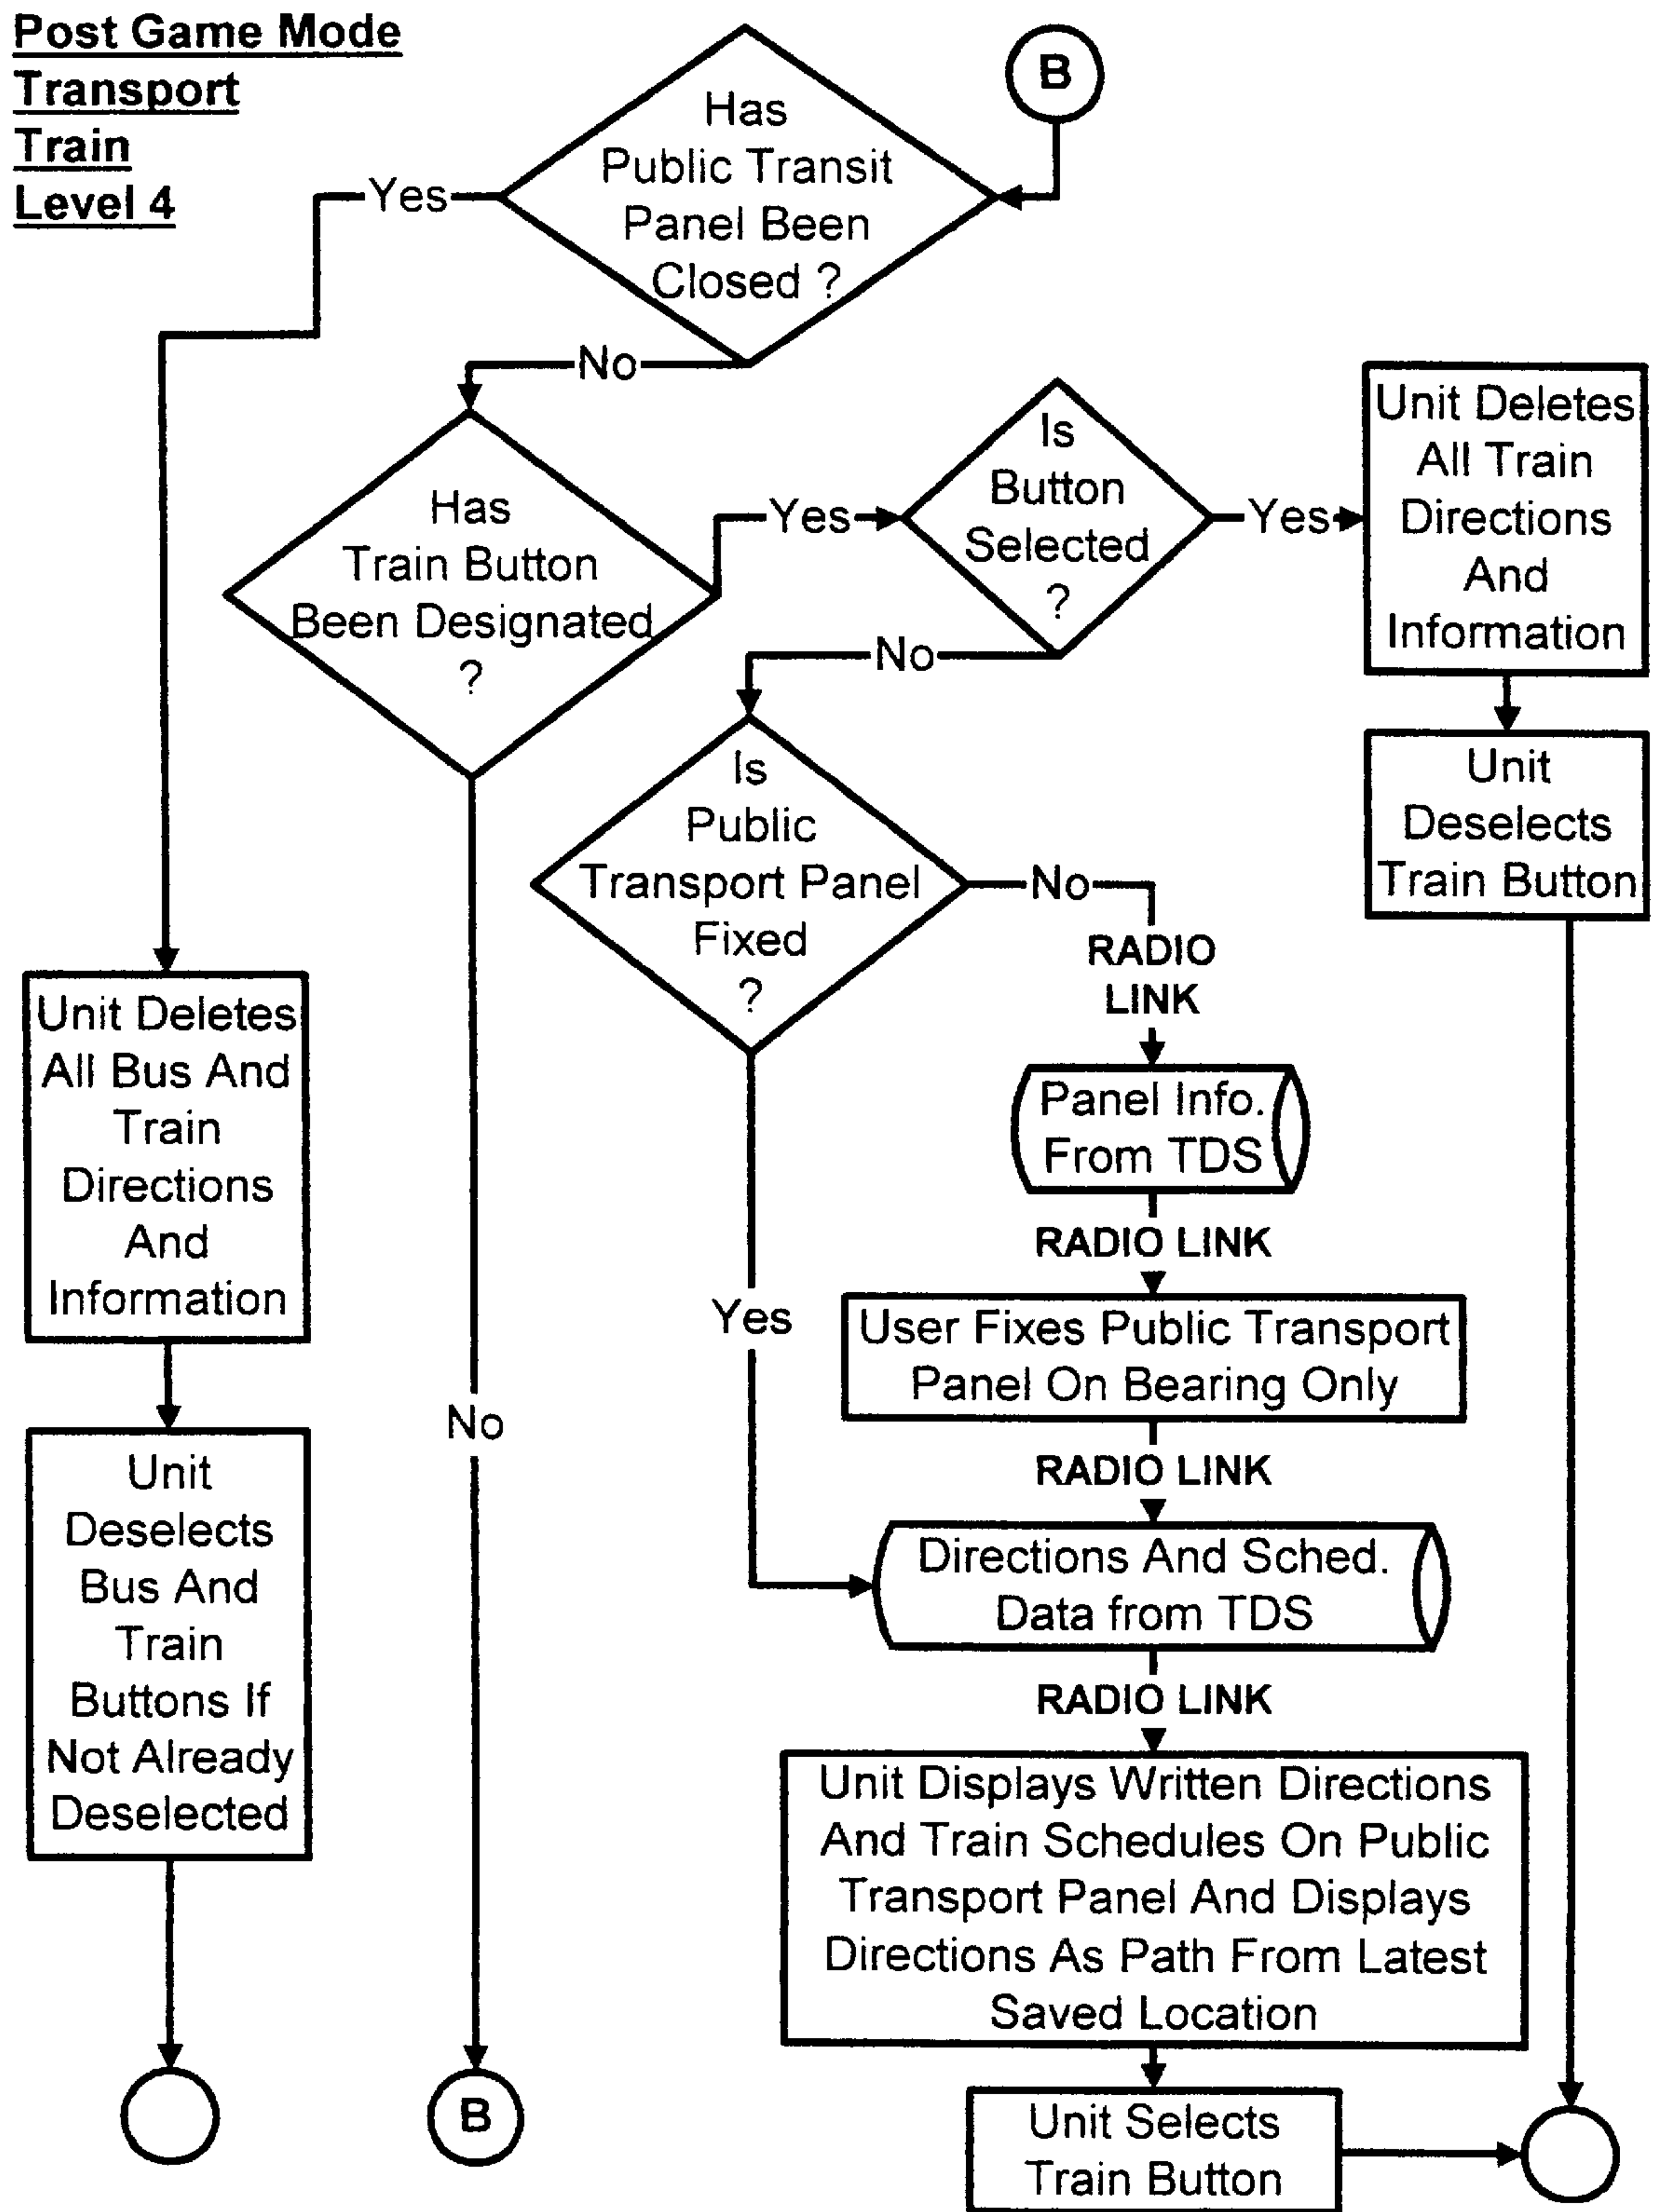 Post Game Mode
Transport
Train
Level 4
B
Has
Public Transit
Panel Been
Closed ?
Yes
No
Has
Train Button
Been Designated
?
Yes
Is
Button
Selected
?
Yes
Unit Deletes
All Train
Directions
And
Information
No
Unit
Deselects
Train Button
Is
Public
Transport Panel
Fixed
?
No
RADIO
LINK
Panel Info.
From TDS
RADIO LINK
User Fixes Public Transport
Panel On Bearing Only
RADIO LINK
Yes
Directions And Sched.
Data from TDS
RADIO LINK
Unit Displays Written Directions
And Train Schedules On Public
Transport Panel And Displays
Directions As Path From Latest
Saved Location
Unit Selects
Train Button
Unit Deletes
All Bus And
Train
Directions
And
Information
Unit
Deselects
Bus And
Train
Buttons If
Not Already
Deselected
No
B